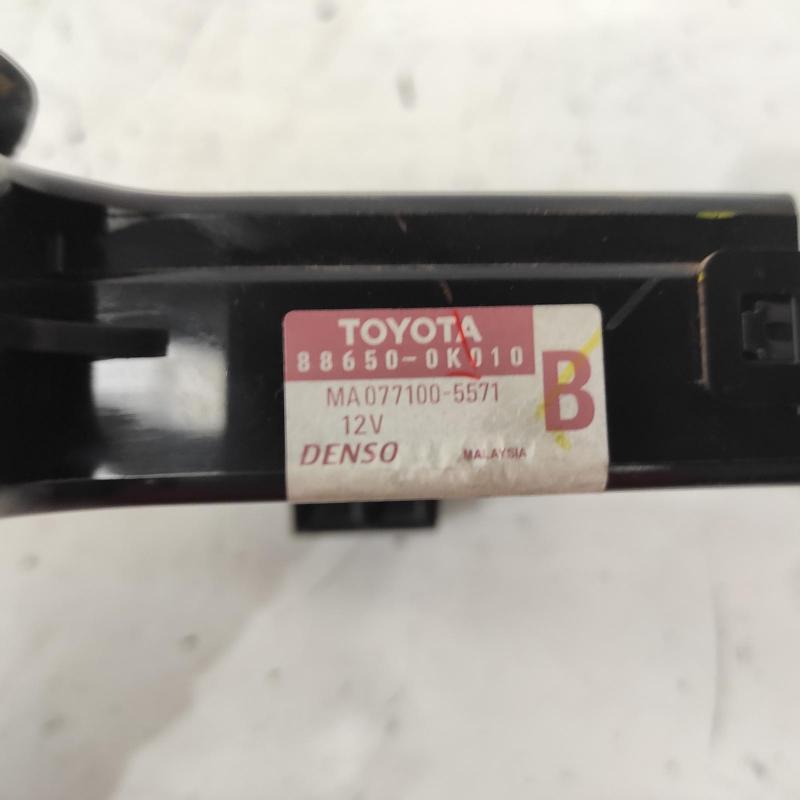 TOYOTA
88650-0K010
B
MA077100-5571
12V
DENSO MALAYSIA